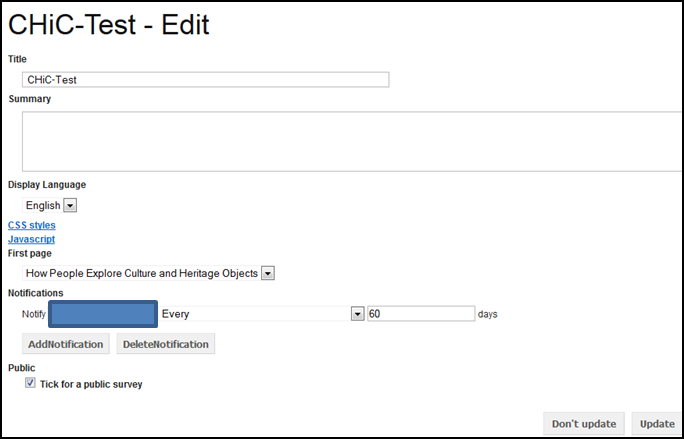 CHiC-Test - Edit
Title
CHiC-Test
Summary
Display Language
English
CSS styles
Javascript
First page
How People Explore Culture and Heritage Objects
Notifications
Notify Every 60 days
AddNotification DeleteNotification
Public
Tick for a public survey
Don't update Update